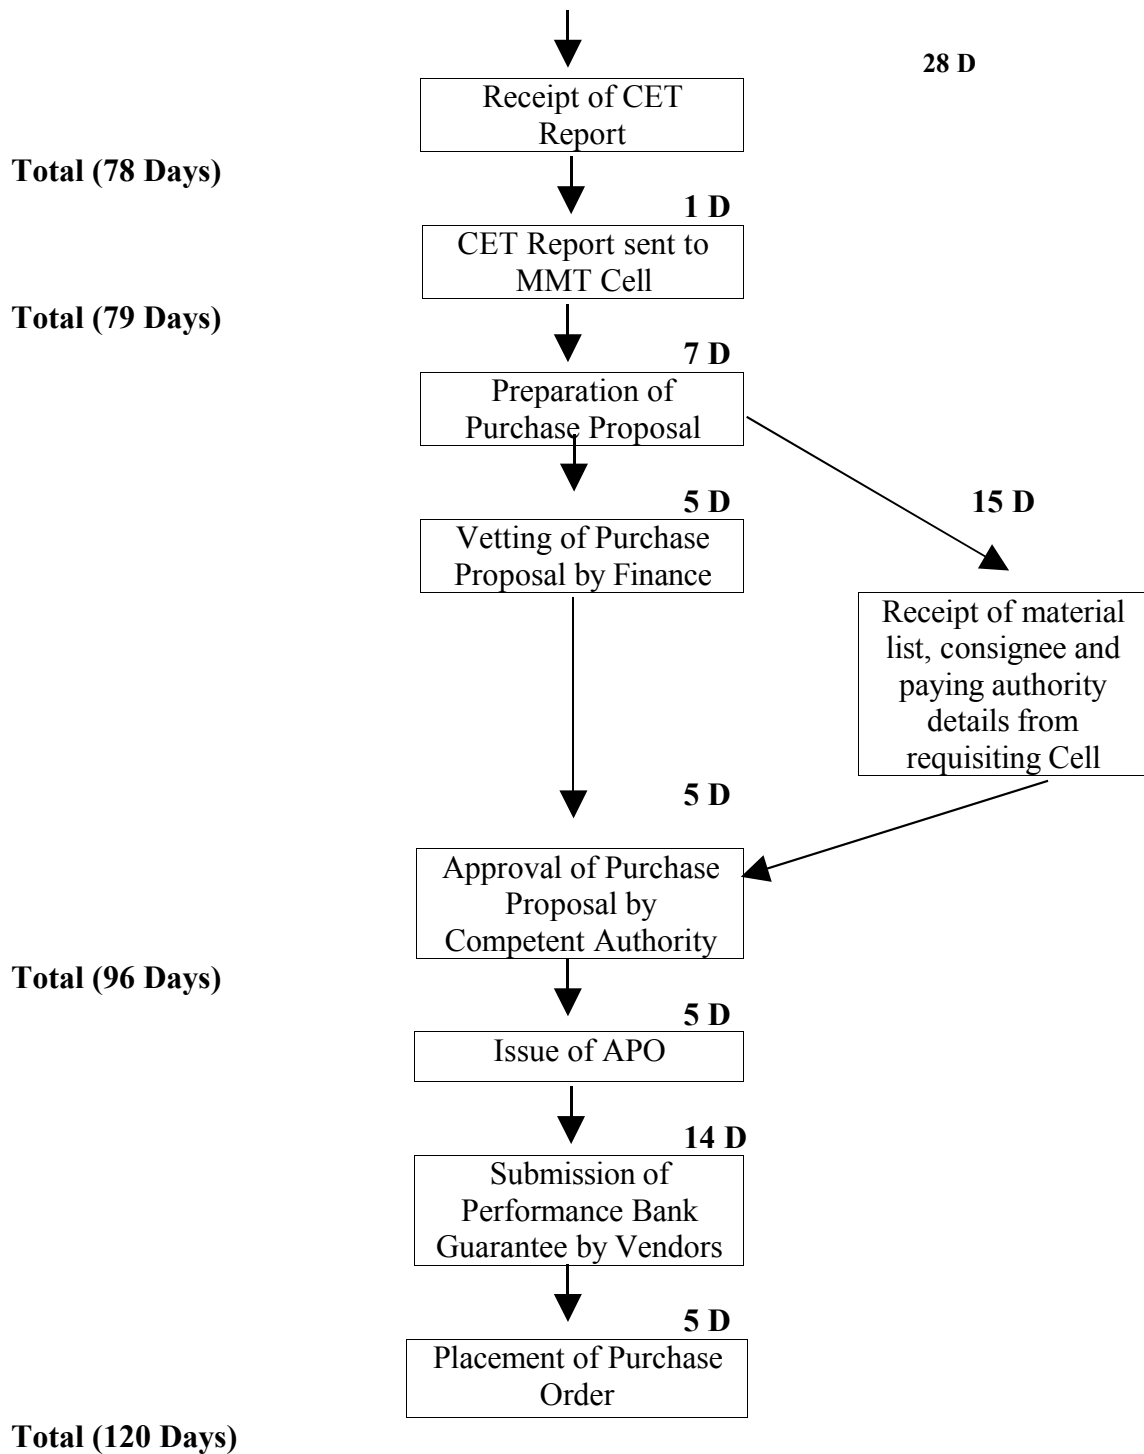 28 D
Receipt of CET
Report
Total (78 Days)
1 D
CET Report sent to
MMT Cell
Total (79 Days)
7 D
Preparation of
Purchase Proposal
5 D
15 D
Vetting of Purchase
Proposal by Finance
Receipt of material
list, consignee and
paying authority
details from
requisiting Cell
5 D
Approval of Purchase
Proposal by
Competent Authority
Total (96 Days)
5 D
Issue of APO
14 D
Submission of
Performance Bank
Guarantee by Vendors
5 D
Placement of Purchase
Order
Total (120 Days)